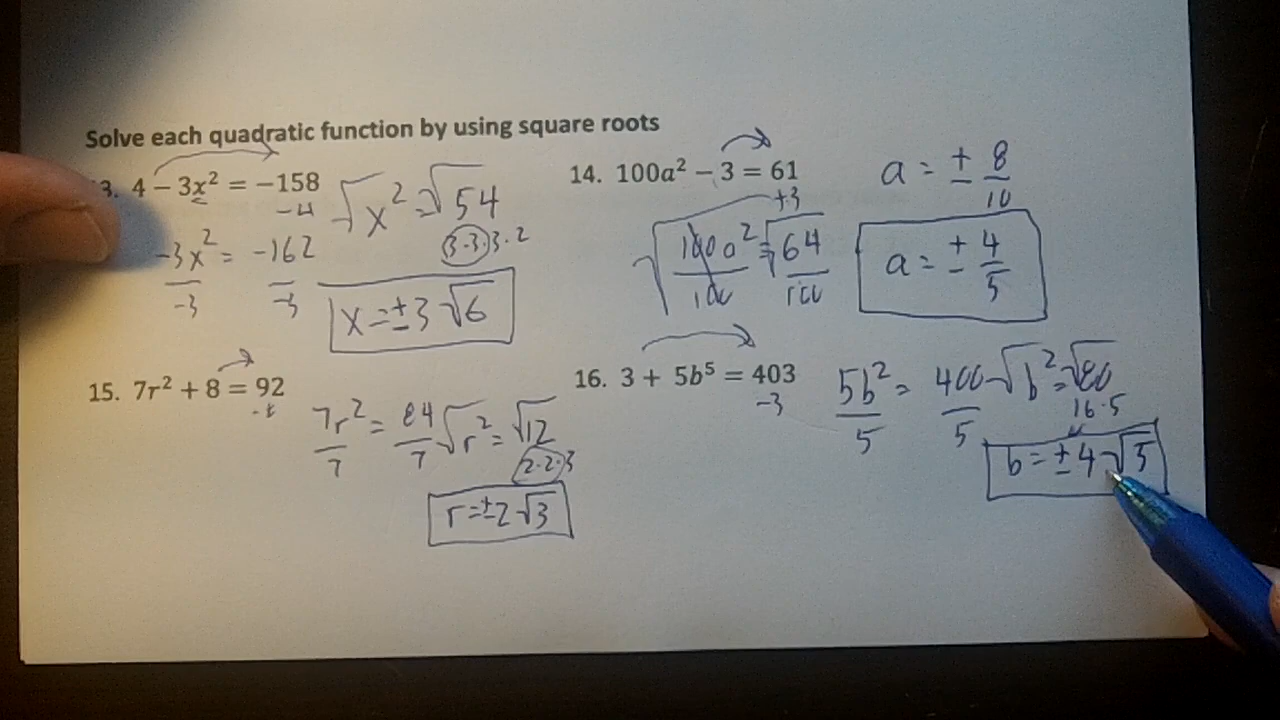 Solve each quadratic function by using square roots
3. 4 − 3x² = −158
−4
−3x² = −162
−3 −3
√x² = √54
3·3·3·2
x = ±3√6
14. 100a² − 3 = 61
+3
√100a² = √64
100 100
a = ± 8/10
a = ± 4/5
15. 7r² + 8 = 92
−8
7r² = 84
7 7
√r² = √12
2·2·3
r = ±2√3
16. 3 + 5b⁵ = 403
−3
5b² = 400
5 5
√b² = √80
16·5
b = ±4√5